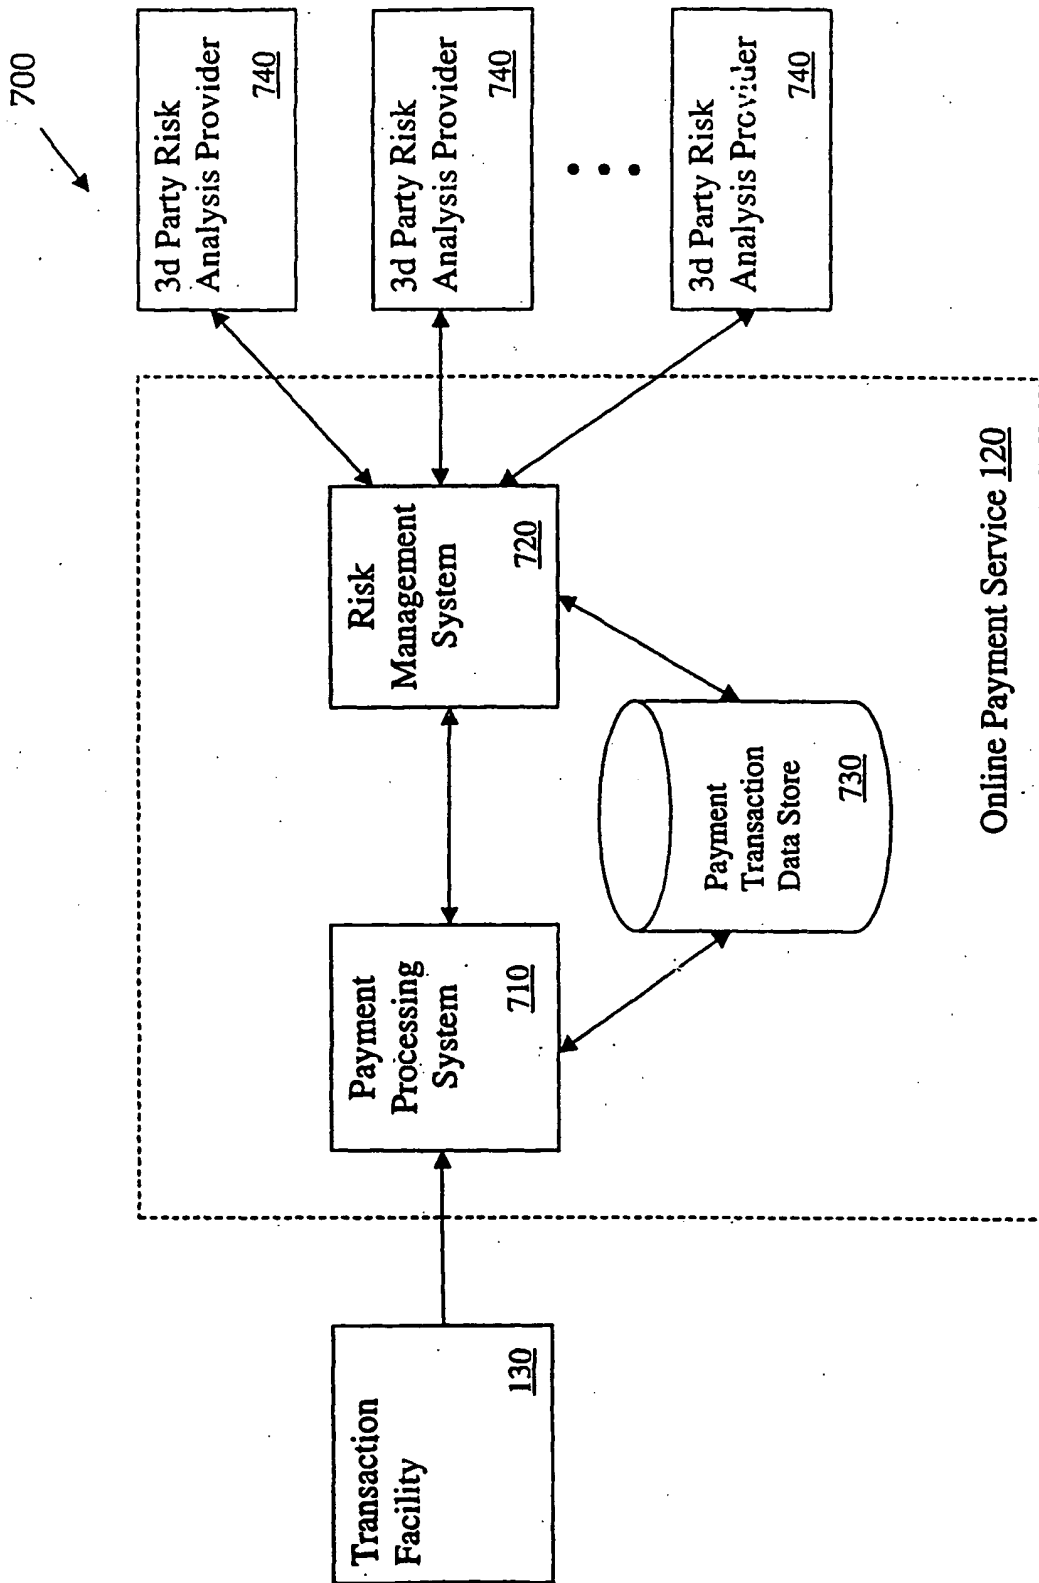 700
Transaction
Facility
130
Payment
Processing
System
710
Risk
Management
System
720
Payment
Transaction
Data Store
730
Online Payment Service 120
3d Party Risk
Analysis Provider
740
3d Party Risk
Analysis Provider
740
3d Party Risk
Analysis Provider
740